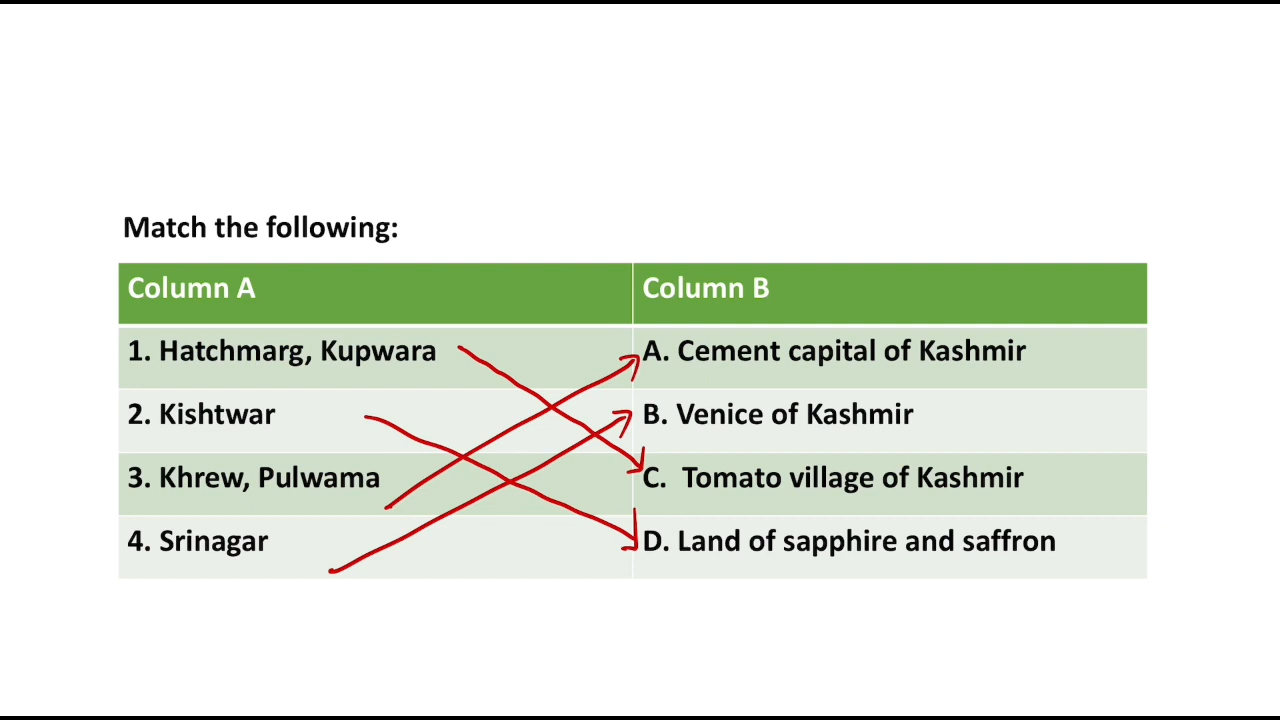 Match the following:
Column A Column B
1. Hatchmarg, Kupwara A. Cement capital of Kashmir
2. Kishtwar B. Venice of Kashmir
3. Khrew, Pulwama C. Tomato village of Kashmir
4. Srinagar D. Land of sapphire and saffron